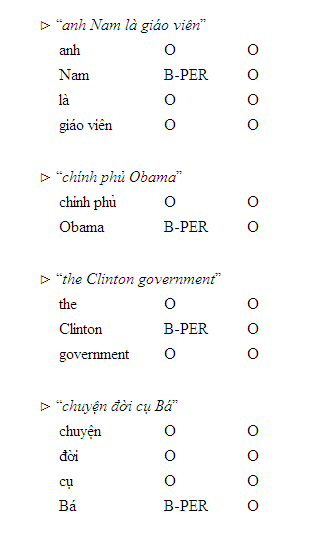 ▷ “anh Nam là giáo viên”
anh O O
Nam B-PER O
là O O
giáo viên O O
▷ “chính phủ Obama”
chính phủ O O
Obama B-PER O
▷ “the Clinton government”
the O O
Clinton B-PER O
government O O
▷ “chuyện đời cụ Bá”
chuyện O O
đời O O
cụ O O
Bá B-PER O